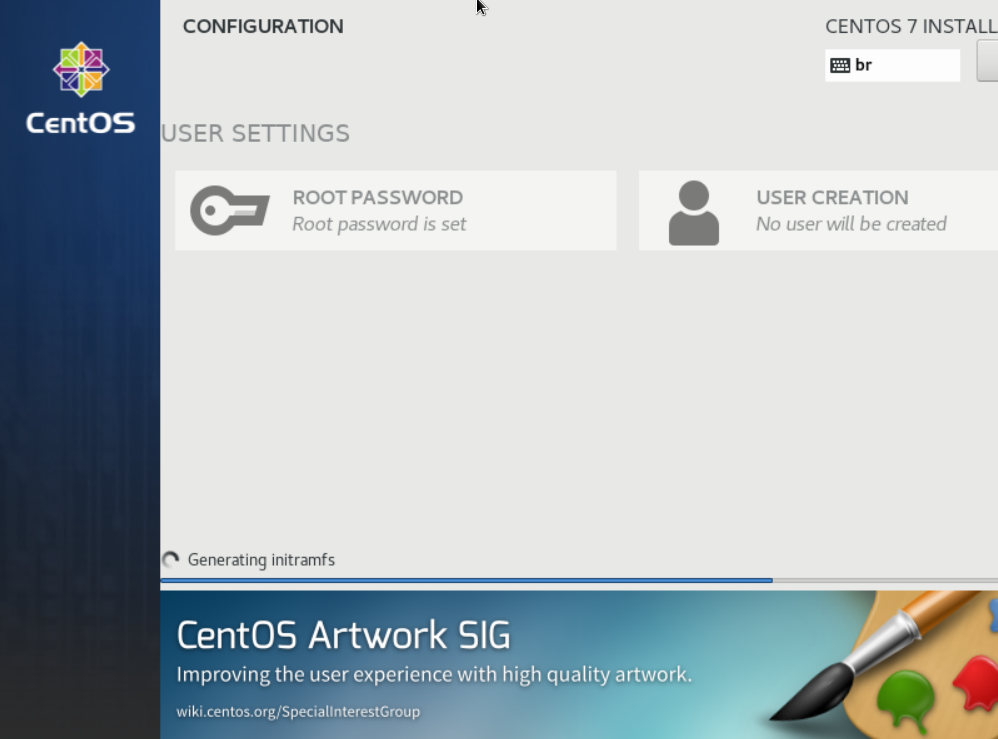 CONFIGURATION
CENTOS 7 INSTALL
br
CentOS
USER SETTINGS
ROOT PASSWORD
Root password is set
USER CREATION
No user will be created
Generating initramfs
CentOS Artwork SIG
Improving the user experience with high quality artwork.
wiki.centos.org/SpecialInterestGroup